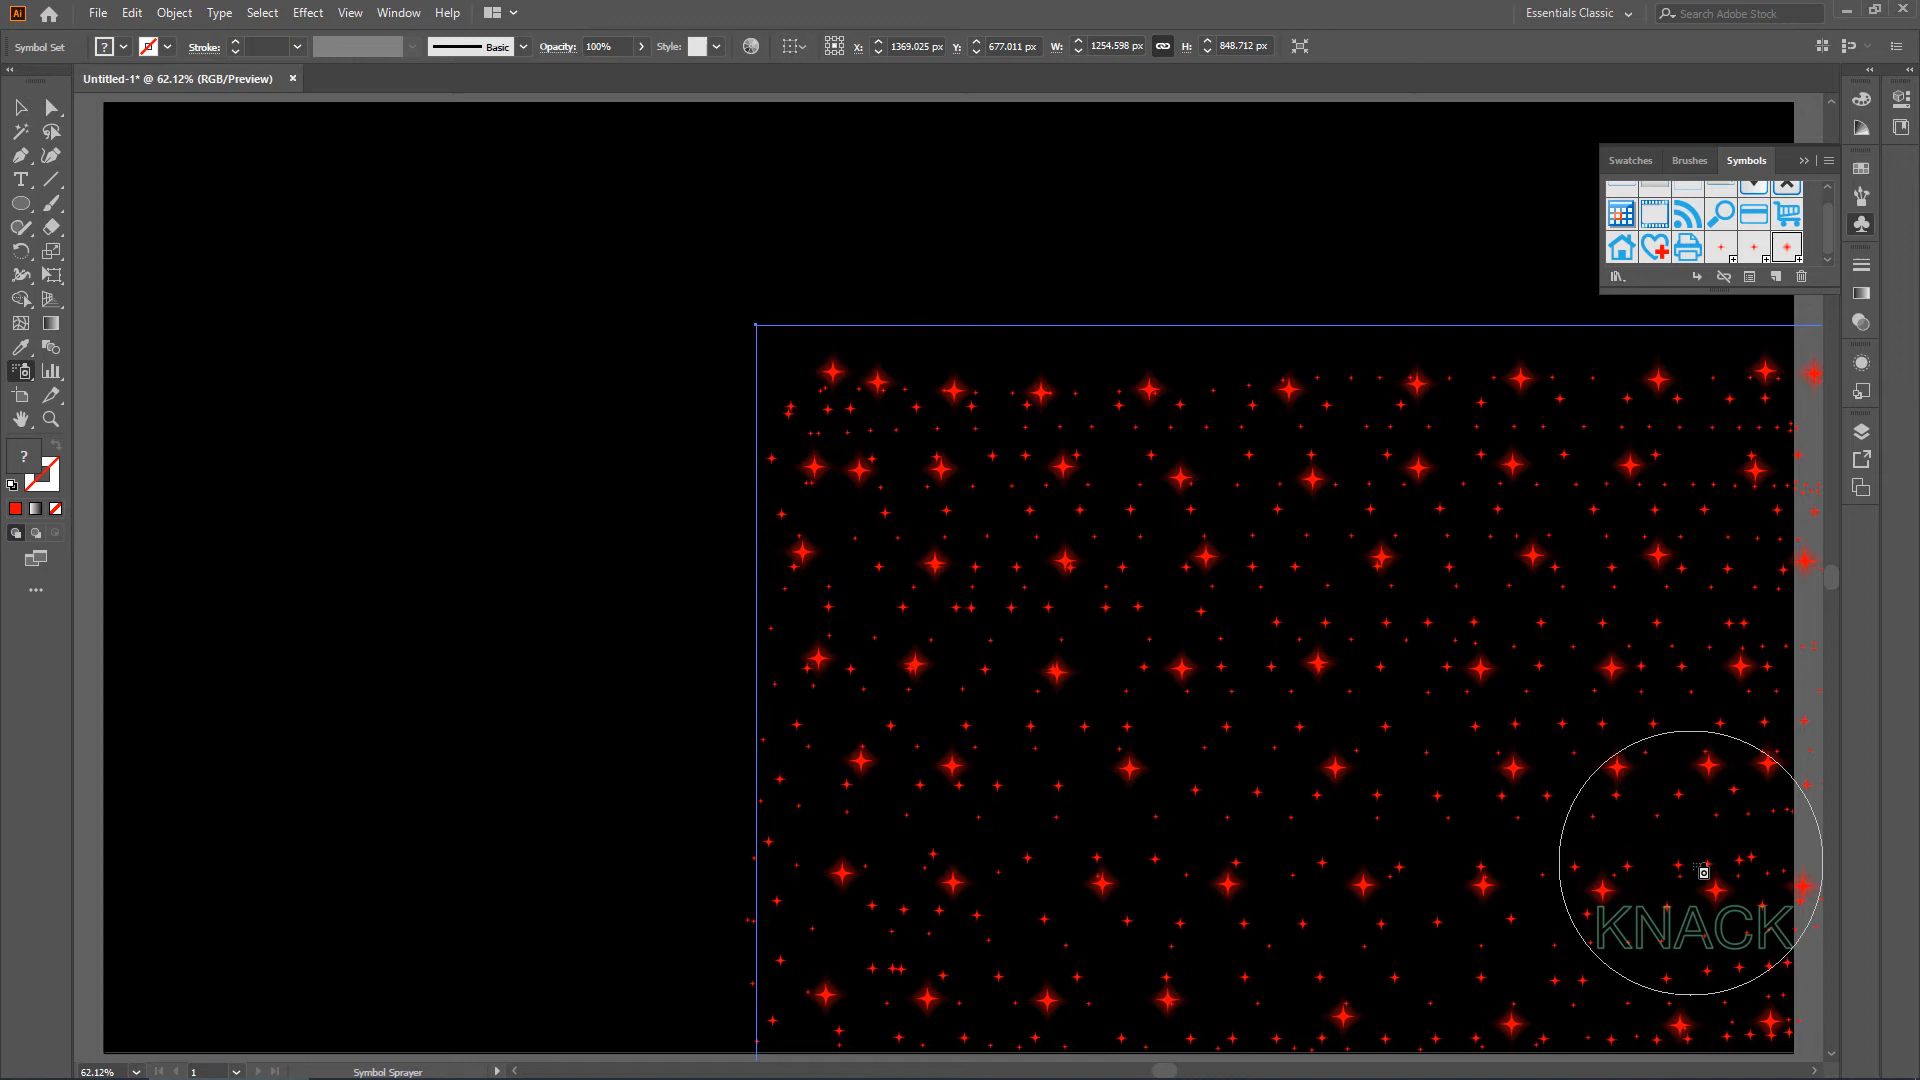 Ai File Edit Object Type Select Effect View Window Help Essentials Classic Search Adobe Stock
Symbol Set ? Stroke: Basic Opacity: 100% Style: X: 1369.025 px Y: 677.011 px W: 1254.598 px H: 848.712 px
Untitled-1* @ 62.12% (RGB/Preview)
Swatches Brushes Symbols
T
?
KNACK
62.12% 1 Symbol Sprayer